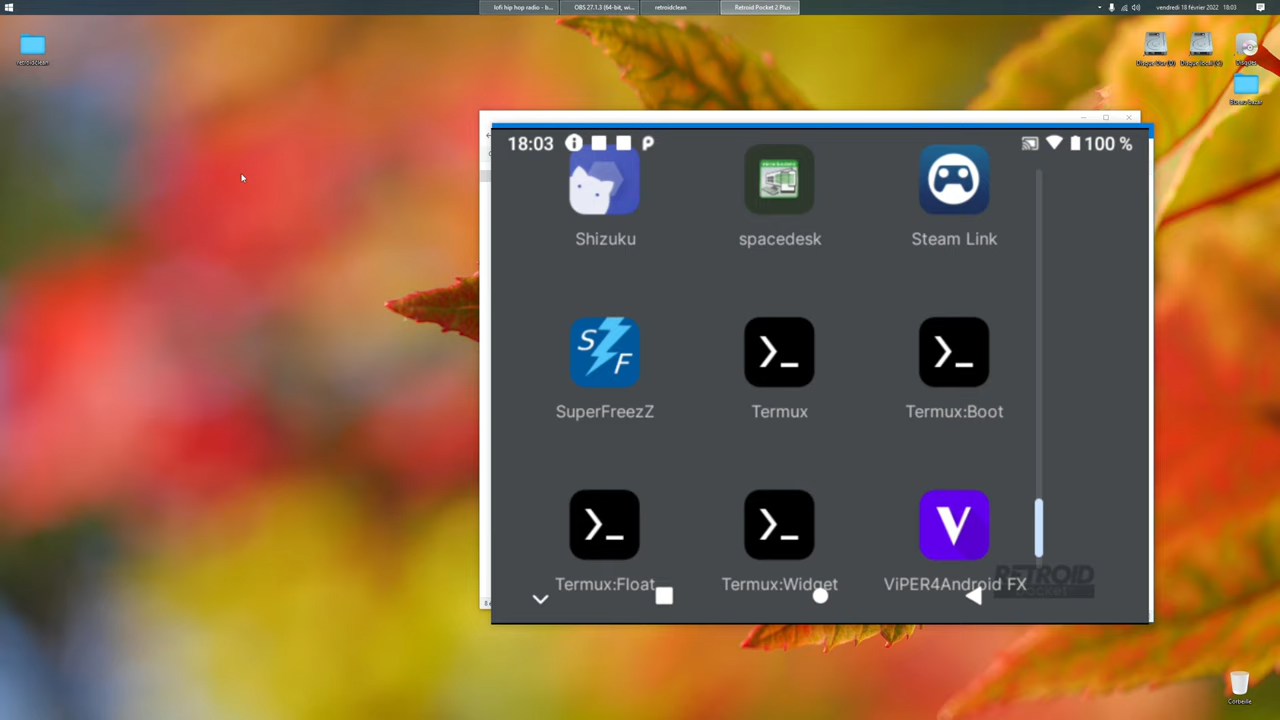 lofi hip hop radio - b...
OBS 27.1.3 (64-bit, wi...
retroidclean
Retroid Pocket 2 Plus
vendredi 18 février 2022 18:03
retroidclean
Corbeille
18:03
100 %
Shizuku
spacedesk
Steam Link
SuperFreezZ
Termux
Termux:Boot
Termux:Float
Termux:Widget
ViPER4Android FX
RETROID